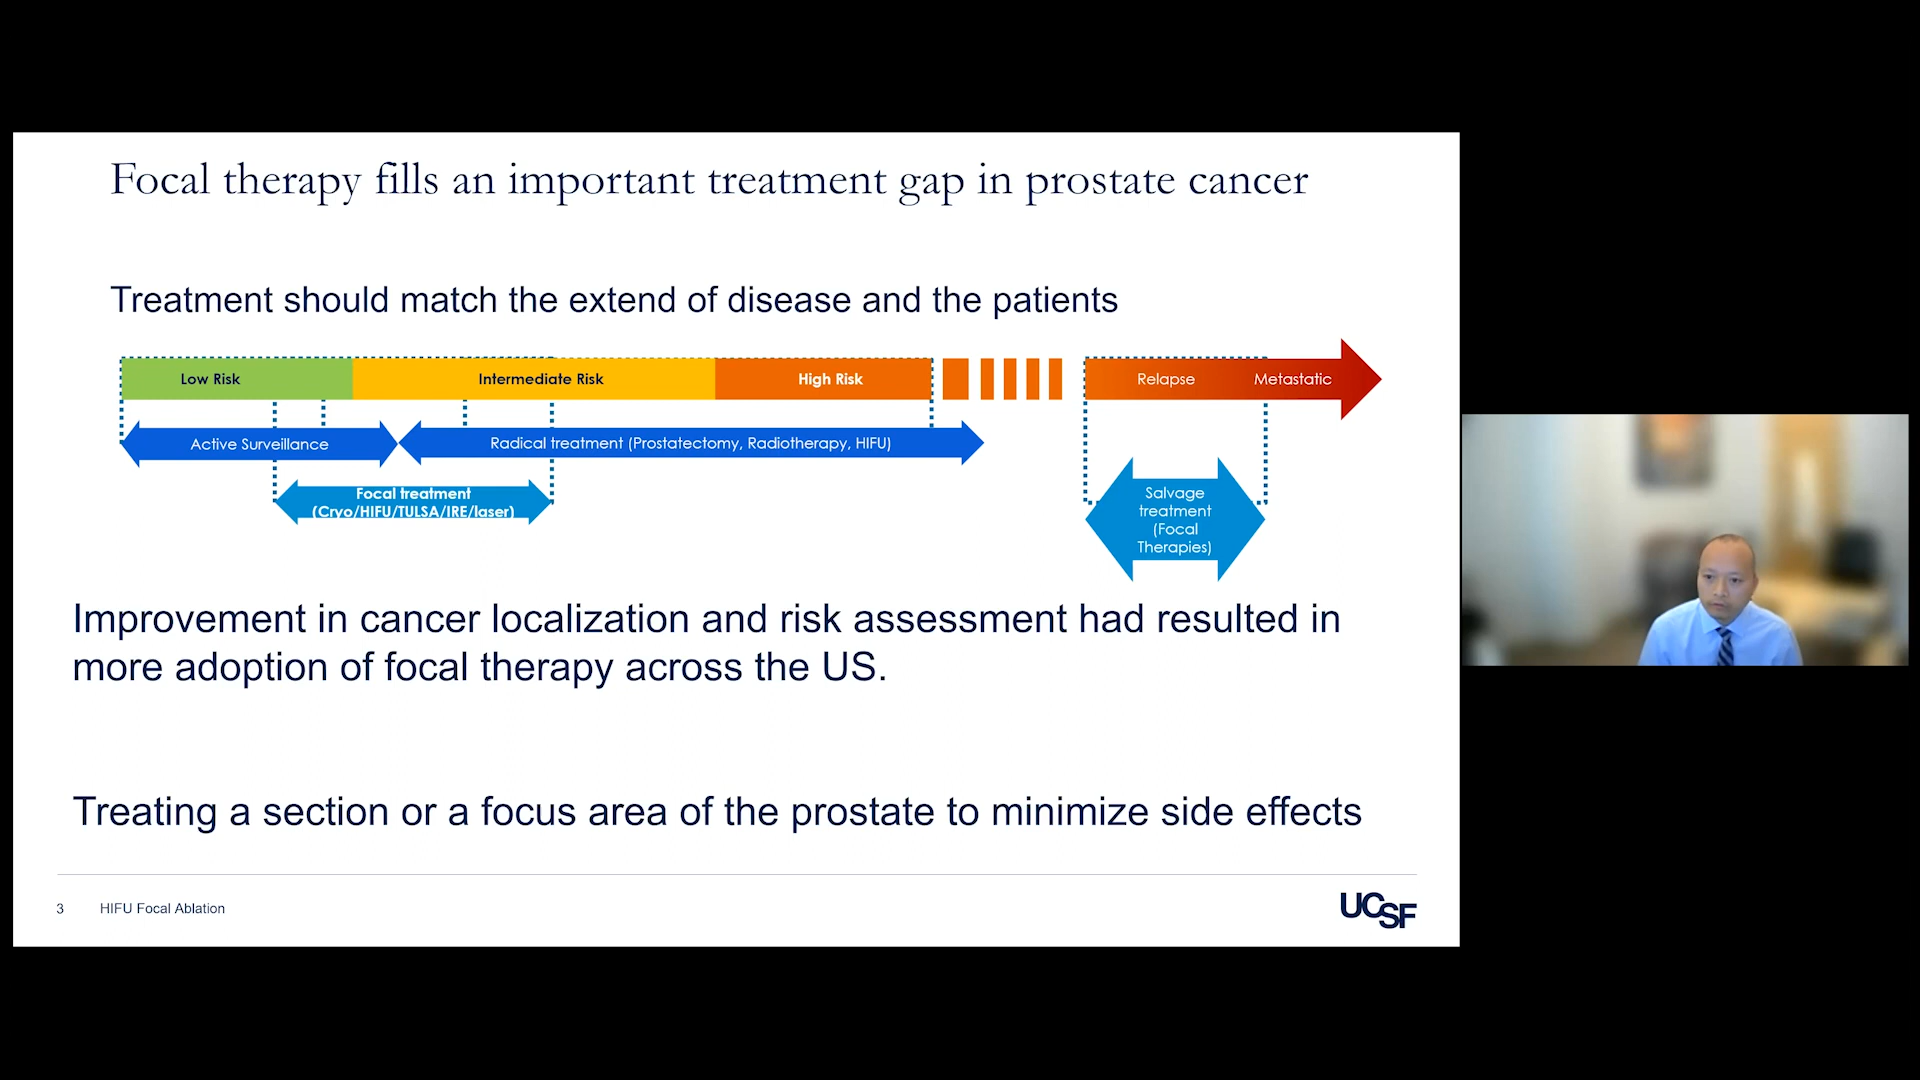 Focal therapy fills an important treatment gap in prostate cancer
Treatment should match the extend of disease and the patients
Low Risk
Intermediate Risk
High Risk
Relapse
Metastatic
Active Surveillance
Radical treatment (Prostatectomy, Radiotherapy, HIFU)
Focal treatment
(Cryo/HIFU/TULSA/IRE/laser)
Salvage
treatment
(Focal
Therapies)
Improvement in cancer localization and risk assessment had resulted in
more adoption of focal therapy across the US.
Treating a section or a focus area of the prostate to minimize side effects
3
HIFU Focal Ablation
UCSF